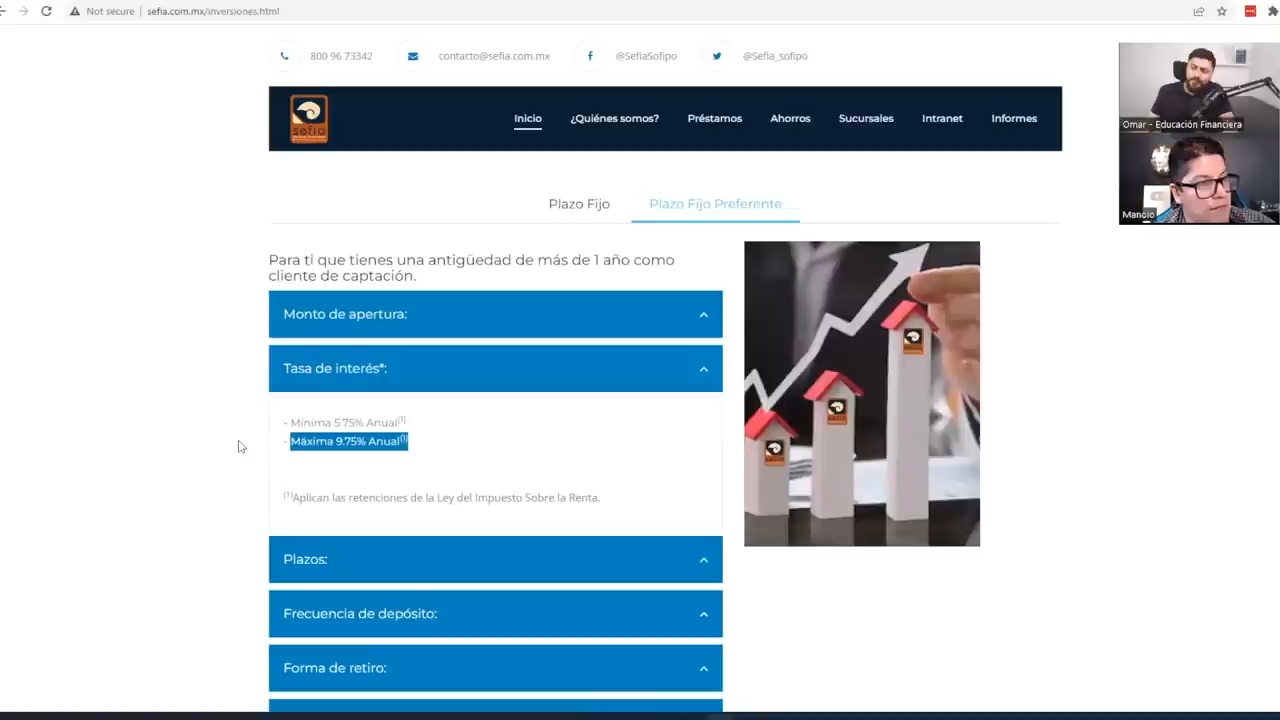 Not secure
sefia.com.mx/inversiones.html
800 96 73342
contacto@sefia.com.mx
@SefiaSofipo
@Sefia_sofipo
sefia
Inicio
¿Quiénes somos?
Préstamos
Ahorros
Sucursales
Intranet
Informes
Omar - Educación Financiera
Plazo Fijo
Plazo Fijo Preferente
Para ti que tienes una antigüedad de más de 1 año como
cliente de captación.
Monto de apertura:
Tasa de interés*:
- Mínima 5.75% Anual(1)
- Máxima 9.75% Anual(1)
(1)Aplican las retenciones de la Ley del Impuesto Sobre la Renta.
Plazos:
Frecuencia de depósito:
Forma de retiro: